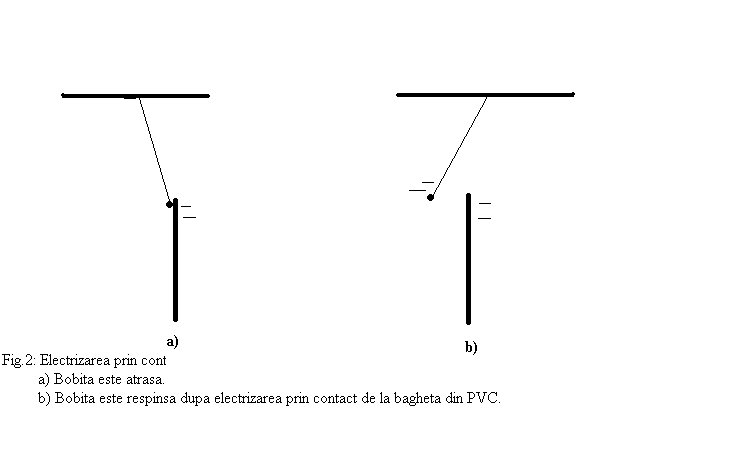 a)
b)
Fig.2: Electrizarea prin cont
a) Bobita este atrasa.
b) Bobita este respinsa dupa electrizarea prin contact de la bagheta din PVC.